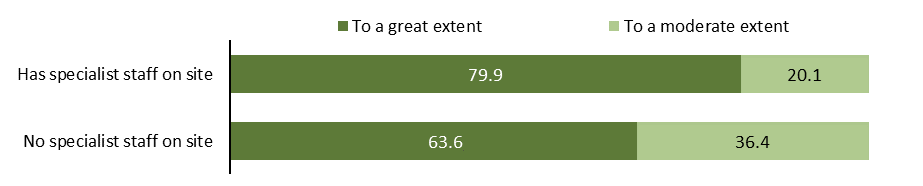 To a great extent To a moderate extent
Has specialist staff on site 79.9 20.1
No specialist staff on site 63.6 36.4